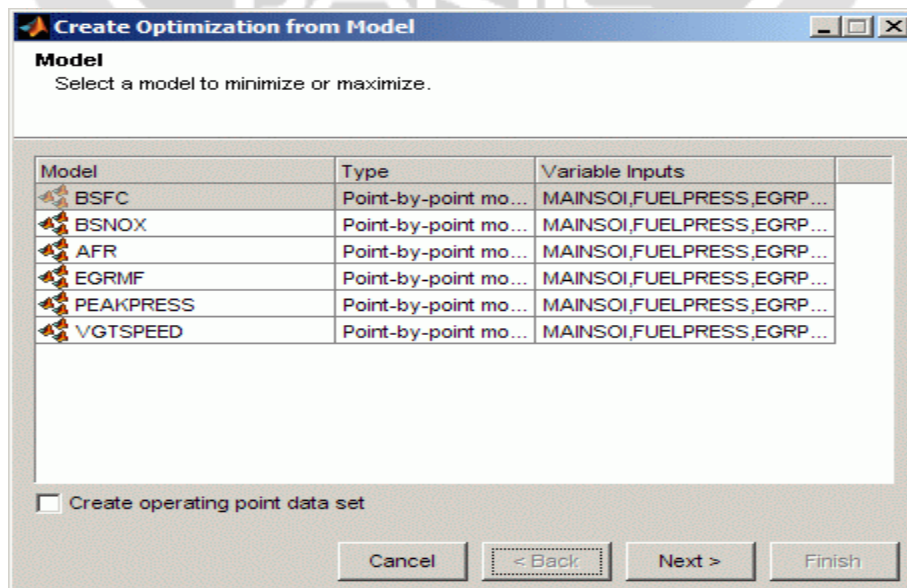 Create Optimization from Model
Model
Select a model to minimize or maximize.
Model Type Variable Inputs
BSFC Point-by-point mo... MAINSOI,FUELPRESS,EGRP...
BSNOX Point-by-point mo... MAINSOI,FUELPRESS,EGRP...
AFR Point-by-point mo... MAINSOI,FUELPRESS,EGRP...
EGRMF Point-by-point mo... MAINSOI,FUELPRESS,EGRP...
PEAKPRESS Point-by-point mo... MAINSOI,FUELPRESS,EGRP...
VGTSPEED Point-by-point mo... MAINSOI,FUELPRESS,EGRP...
Create operating point data set
Cancel < Back Next > Finish